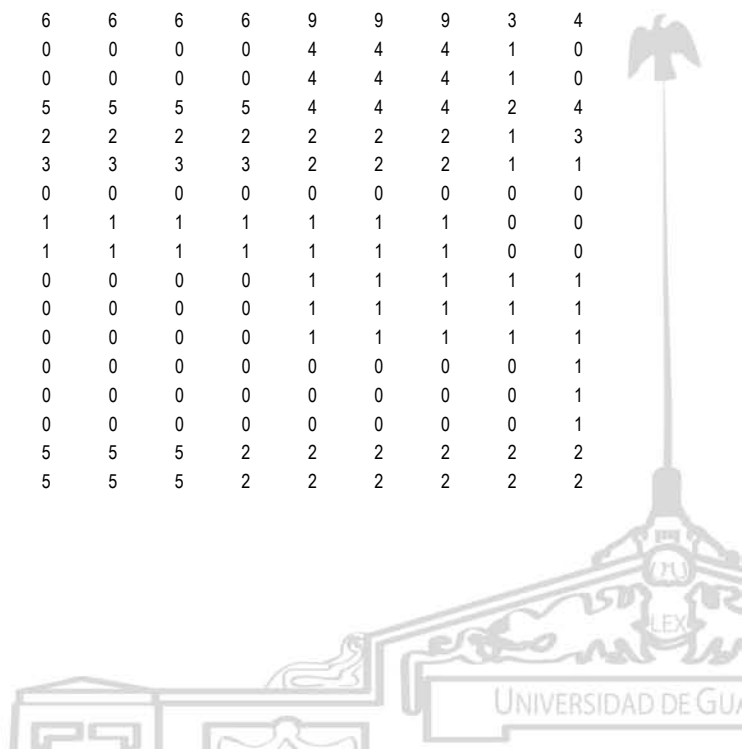 6 6 6 6 9 9 9 3 4
0 0 0 0 4 4 4 1 0
0 0 0 0 4 4 4 1 0
5 5 5 5 4 4 4 2 4
2 2 2 2 2 2 2 1 3
3 3 3 3 2 2 2 1 1
0 0 0 0 0 0 0 0 0
1 1 1 1 1 1 1 0 0
1 1 1 1 1 1 1 0 0
0 0 0 0 1 1 1 1 1
0 0 0 0 1 1 1 1 1
0 0 0 0 1 1 1 1 1
0 0 0 0 0 0 0 0 1
0 0 0 0 0 0 0 0 1
0 0 0 0 0 0 0 0 1
5 5 5 2 2 2 2 2 2
5 5 5 2 2 2 2 2 2
LEX
UNIVERSIDAD DE GUA